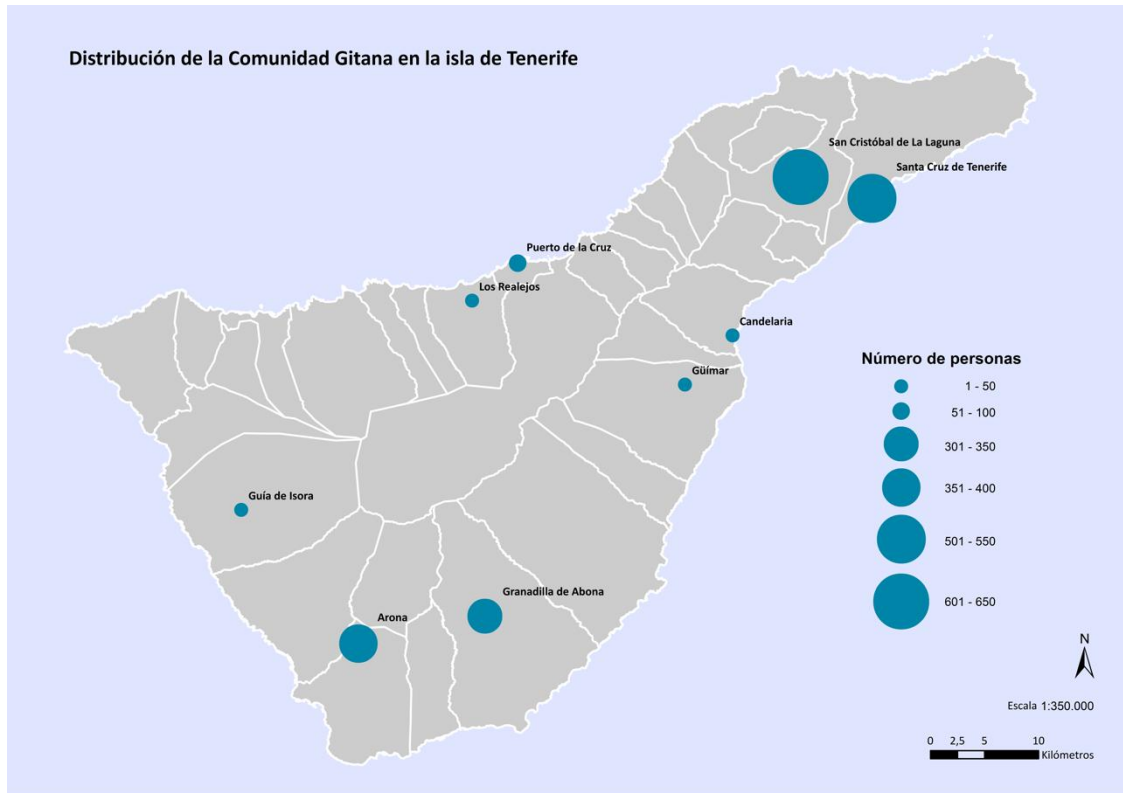 Distribución de la Comunidad Gitana en la isla de Tenerife
San Cristóbal de La Laguna
Santa Cruz de Tenerife
Puerto de la Cruz
Los Realejos
Candelaria
Güímar
Guía de Isora
Granadilla de Abona
Arona
Número de personas
1 - 50
51 - 100
301 - 350
351 - 400
501 - 550
601 - 650
N
Escala 1:350.000
0 2,5 5 10
Kilómetros